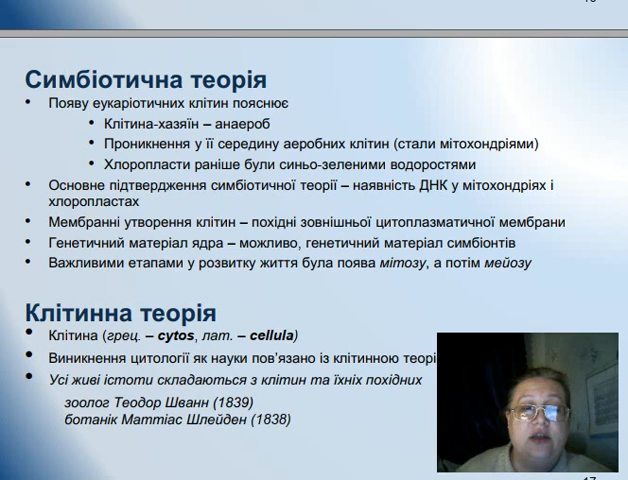 Симбіотична теорія
• Появу еукаріотичних клітин пояснює
• Клітина-хазяїн – анаероб
• Проникнення у її середину аеробних клітин (стали мітохондріями)
• Хлоропласти раніше були синьо-зеленими водоростями
• Основне підтвердження симбіотичної теорії – наявність ДНК у мітохондріях і
хлоропластах
• Мембранні утворення клітин – похідні зовнішньої цитоплазматичної мембрани
• Генетичний матеріал ядра – можливо, генетичний матеріал симбіонтів
• Важливими етапами у розвитку життя була поява мітозу, а потім мейозу
Клітинна теорія
• Клітина (грец. – cytos, лат. – cellula)
• Виникнення цитології як науки пов'язано із клітинною теорі
• Усі живі істоти складаються з клітин та їхніх похідних
зоолог Теодор Шванн (1839)
ботанік Маттіас Шлейден (1838)